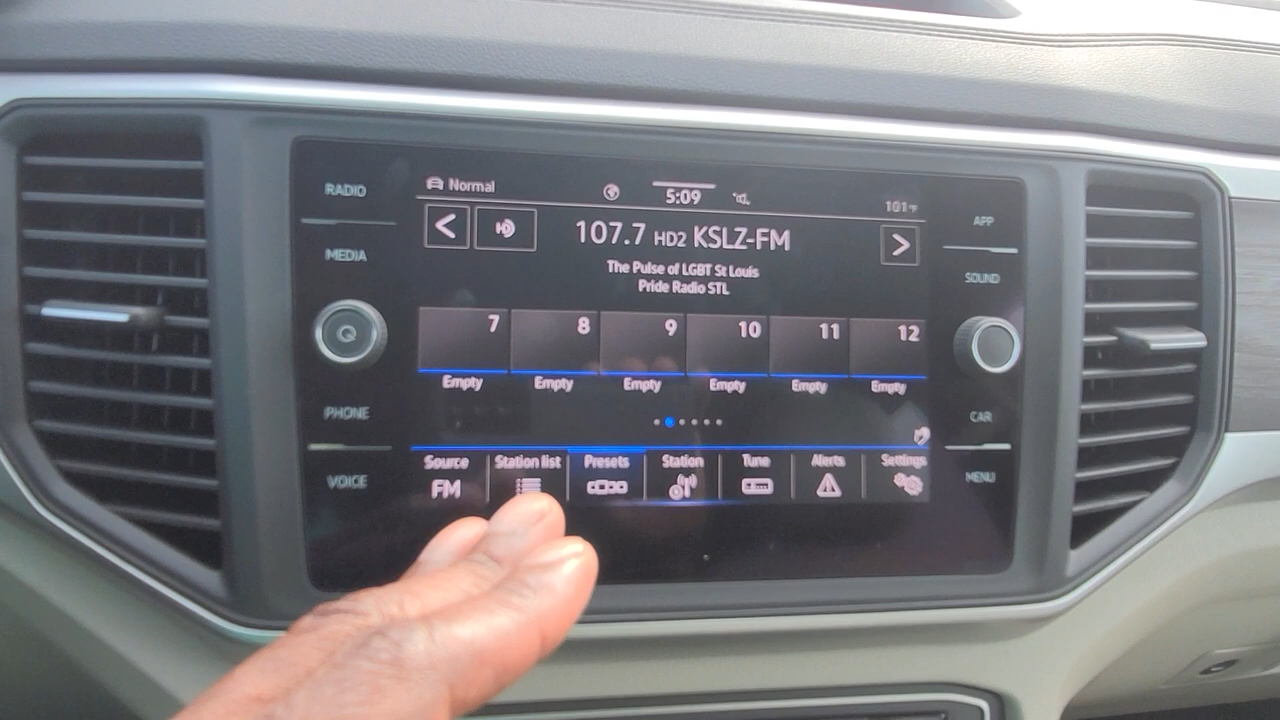 RADIO
MEDIA
PHONE
VOICE
Normal
5:09
101°F
107.7 HD2 KSLZ-FM
The Pulse of LGBT St Louis
Pride Radio STL
7 8 9 10 11 12
Empty Empty Empty Empty Empty Empty
Source Station list Presets Station Tune Alerts Settings
FM
APP
SOUND
CAR
MENU